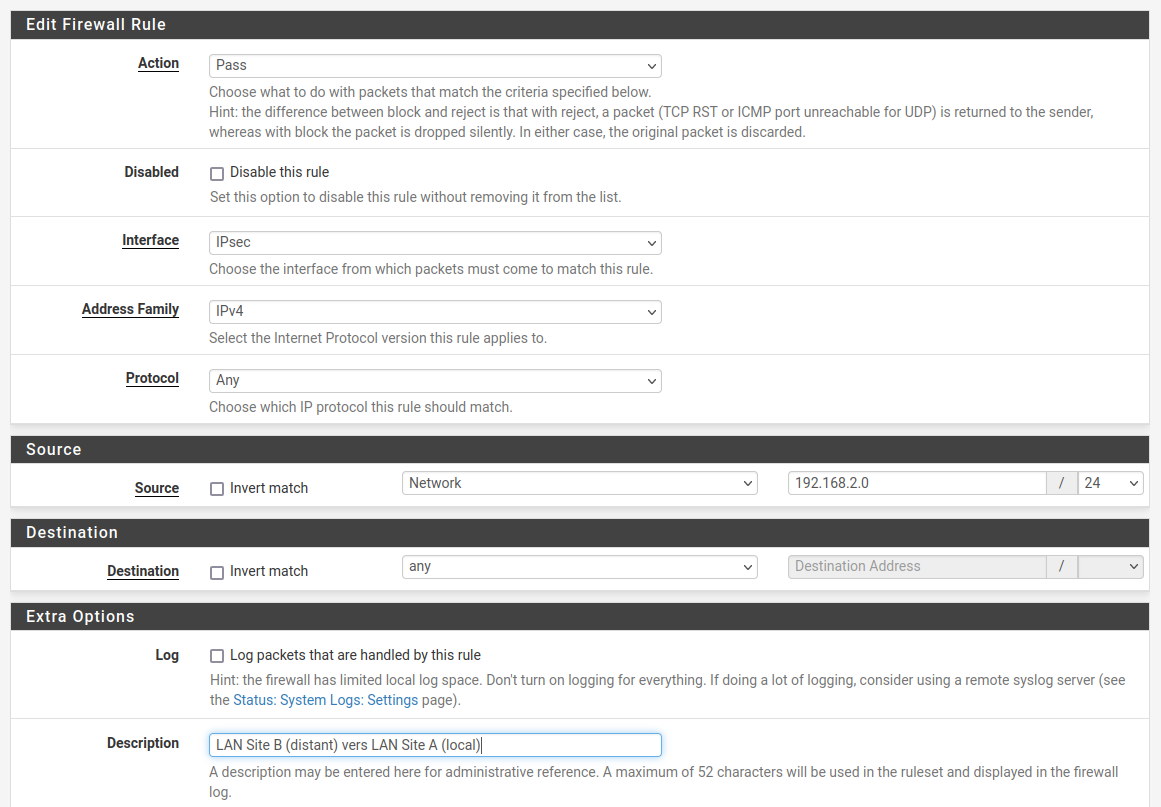 Edit Firewall Rule
Action
Pass
Choose what to do with packets that match the criteria specified below.
Hint: the difference between block and reject is that with reject, a packet (TCP RST or ICMP port unreachable for UDP) is returned to the sender,
whereas with block the packet is dropped silently. In either case, the original packet is discarded.
Disabled
Disable this rule
Set this option to disable this rule without removing it from the list.
Interface
IPsec
Choose the interface from which packets must come to match this rule.
Address Family
IPv4
Select the Internet Protocol version this rule applies to.
Protocol
Any
Choose which IP protocol this rule should match.
Source
Source
Invert match
Network
192.168.2.0
/
24
Destination
Destination
Invert match
any
Destination Address
/
Extra Options
Log
Log packets that are handled by this rule
Hint: the firewall has limited local log space. Don't turn on logging for everything. If doing a lot of logging, consider using a remote syslog server (see
the Status: System Logs: Settings page).
Description
LAN Site B (distant) vers LAN Site A (local)
A description may be entered here for administrative reference. A maximum of 52 characters will be used in the ruleset and displayed in the firewall
log.